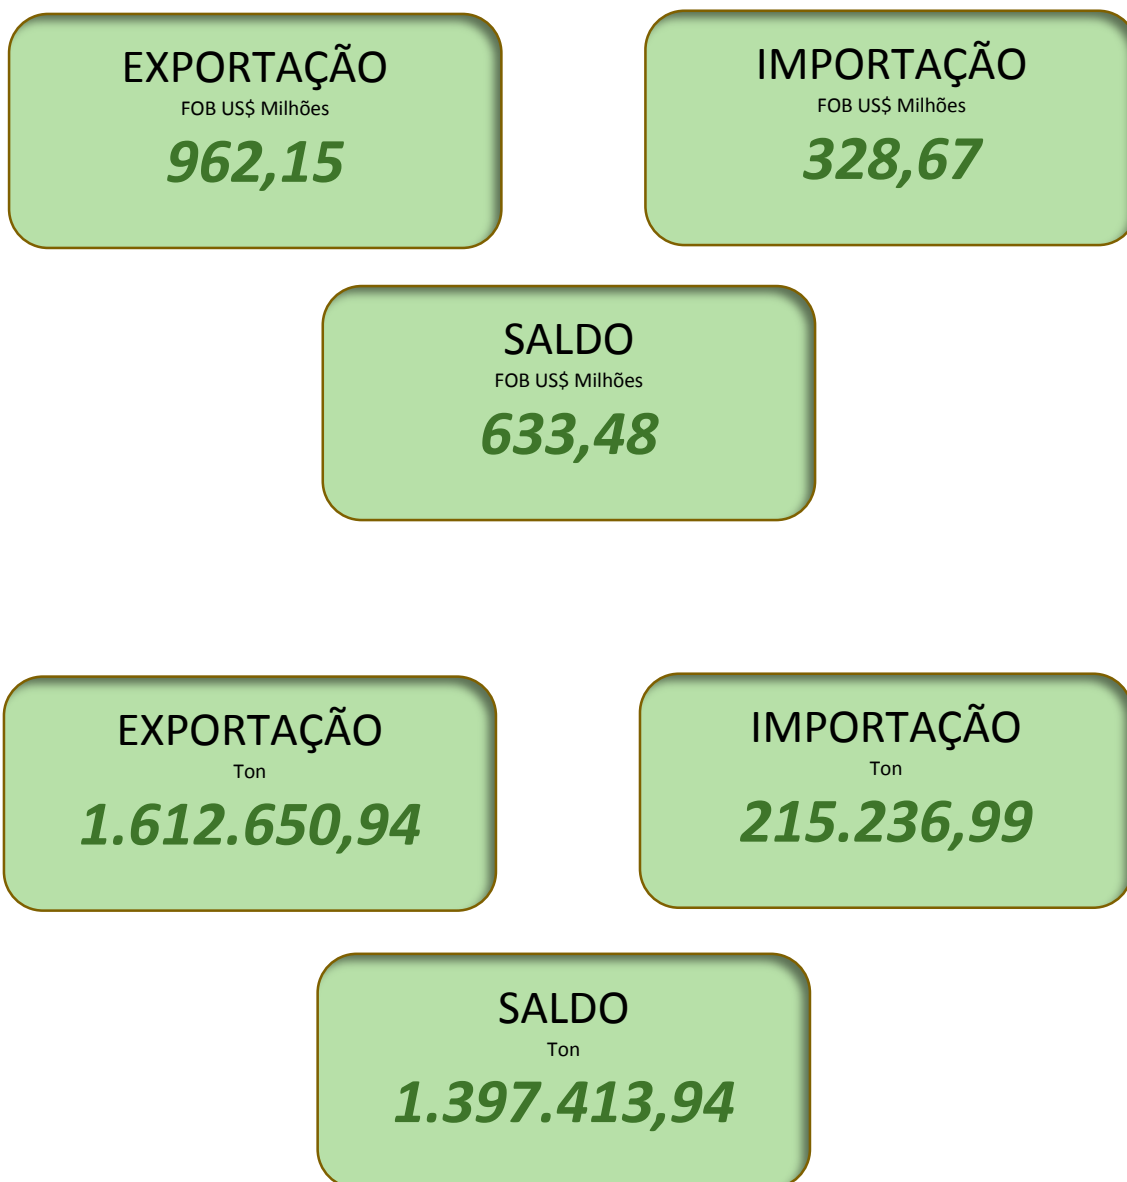 EXPORTAÇÃO
FOB US$ Milhões
962,15
IMPORTAÇÃO
FOB US$ Milhões
328,67
SALDO
FOB US$ Milhões
633,48
EXPORTAÇÃO
Ton
1.612.650,94
IMPORTAÇÃO
Ton
215.236,99
SALDO
Ton
1.397.413,94